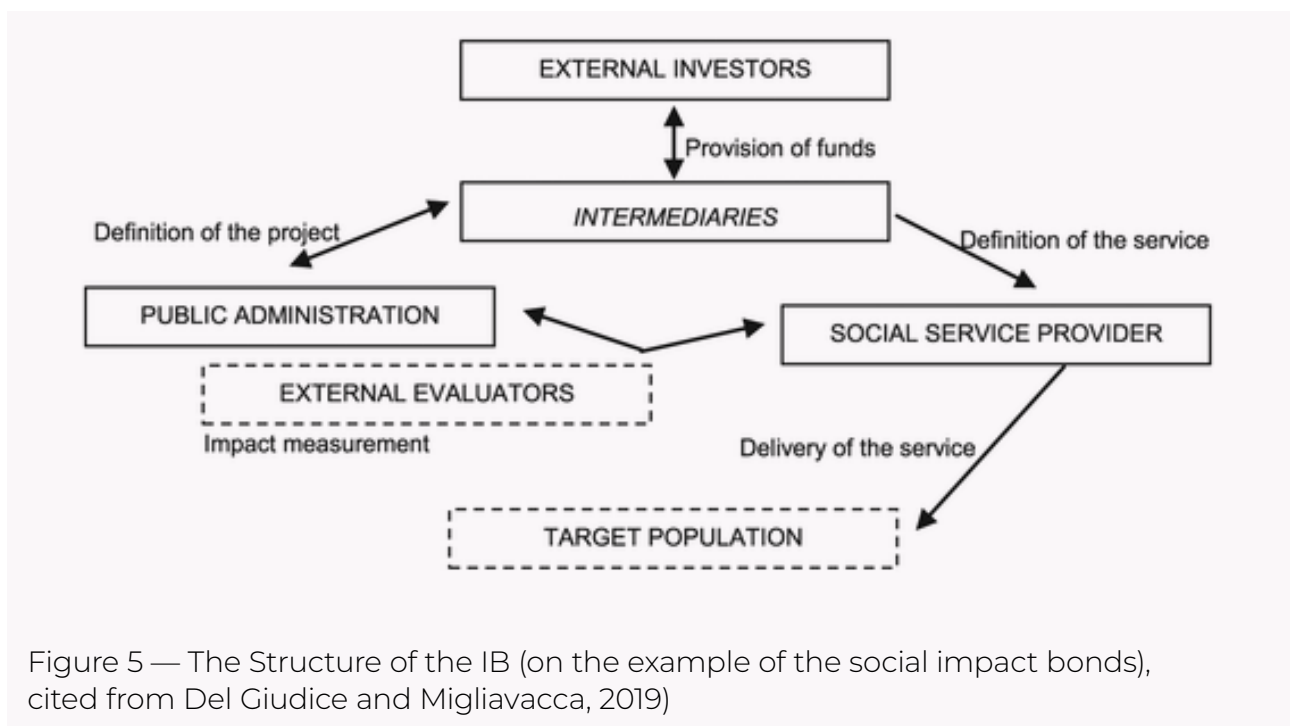 EXTERNAL INVESTORS
Provision of funds
INTERMEDIARIES
Definition of the project
Definition of the service
PUBLIC ADMINISTRATION
SOCIAL SERVICE PROVIDER
EXTERNAL EVALUATORS
Impact measurement
Delivery of the service
TARGET POPULATION
Figure 5 — The Structure of the IB (on the example of the social impact bonds),
cited from Del Giudice and Migliavacca, 2019)